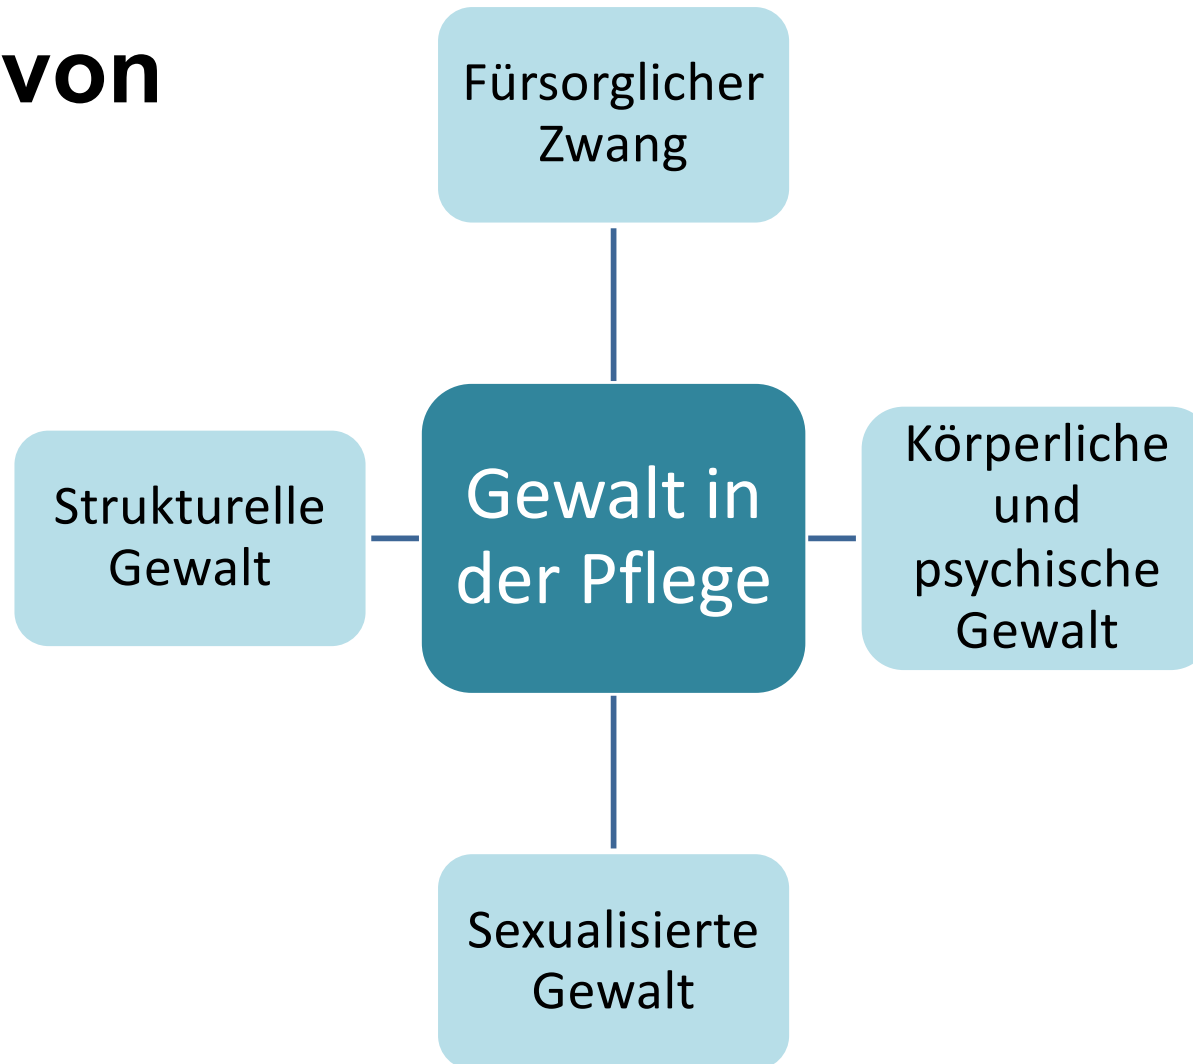 von
Fürsorglicher
Zwang
Strukturelle
Gewalt
Gewalt in
der Pflege
Körperliche
und
psychische
Gewalt
Sexualisierte
Gewalt